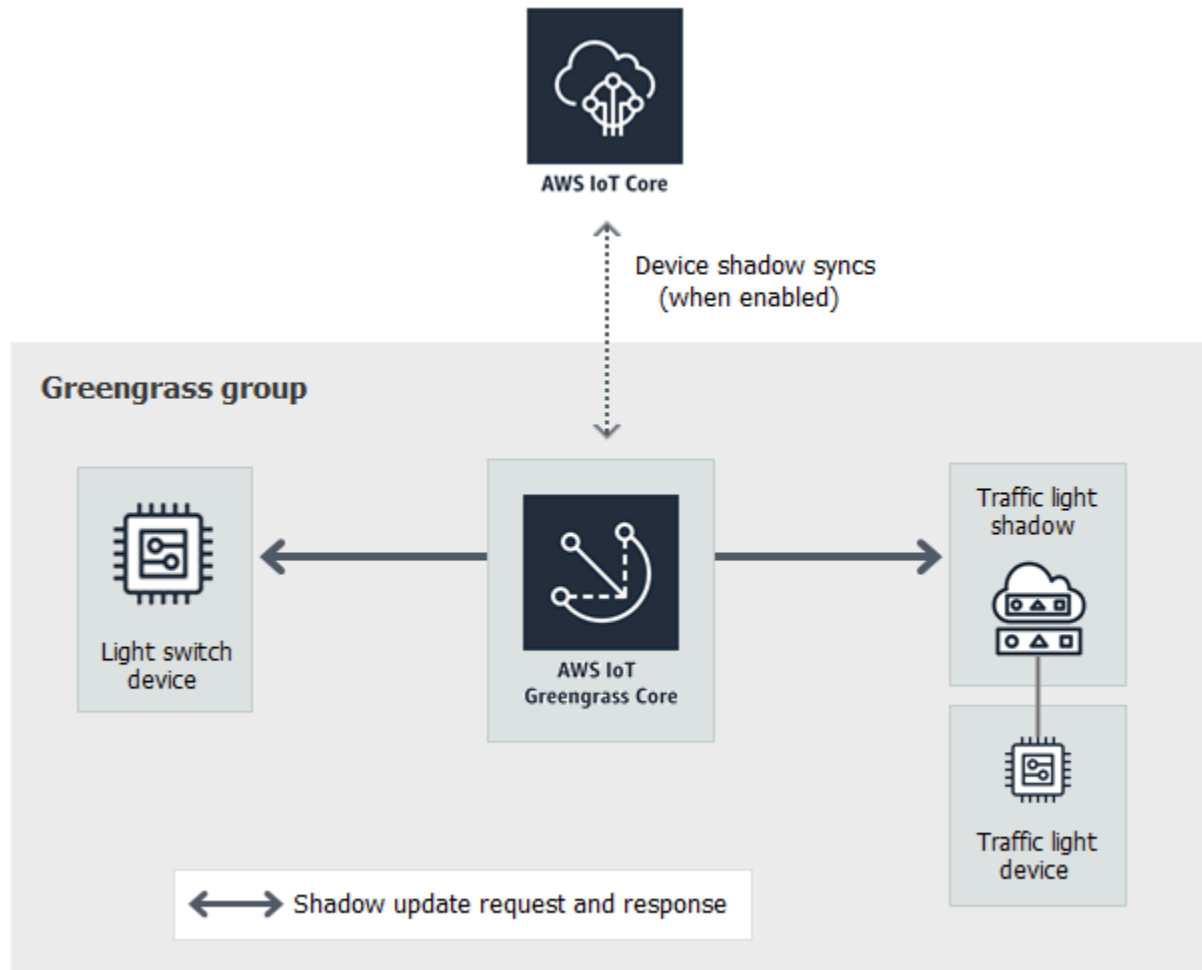 AWS IoT Core
Device shadow syncs
(when enabled)
Greengrass group
Light switch
device
AWS IoT
Greengrass Core
Traffic light
shadow
Traffic light
device
Shadow update request and response